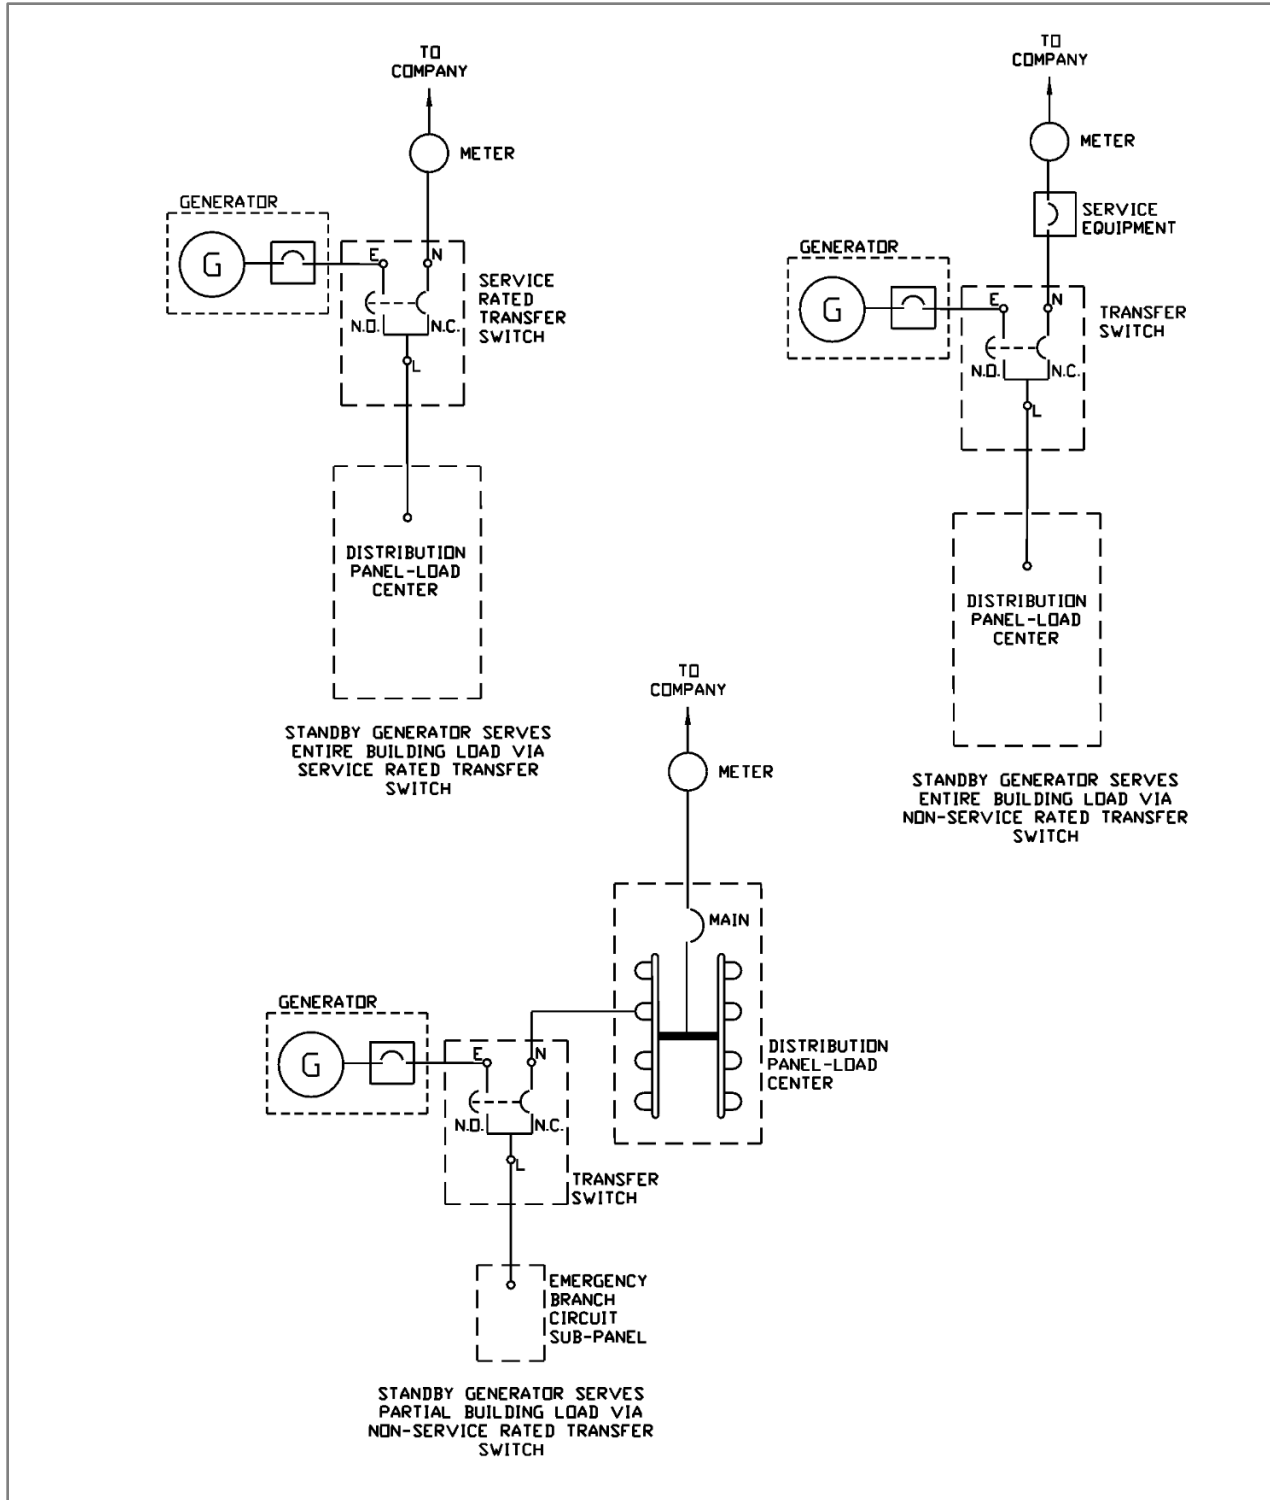 TO
COMPANY
METER
GENERATOR
G
E
N
SERVICE
RATED
TRANSFER
SWITCH
N.O.
N.C.
L
DISTRIBUTION
PANEL-LOAD
CENTER
STANDBY GENERATOR SERVES
ENTIRE BUILDING LOAD VIA
SERVICE RATED TRANSFER
SWITCH
TO
COMPANY
METER
SERVICE
EQUIPMENT
GENERATOR
G
E
N
TRANSFER
SWITCH
N.O.
N.C.
L
DISTRIBUTION
PANEL-LOAD
CENTER
STANDBY GENERATOR SERVES
ENTIRE BUILDING LOAD VIA
NON-SERVICE RATED TRANSFER
SWITCH
TO
COMPANY
METER
MAIN
GENERATOR
G
E
N
DISTRIBUTION
PANEL-LOAD
CENTER
N.O.
N.C.
L
TRANSFER
SWITCH
EMERGENCY
BRANCH
CIRCUIT
SUB-PANEL
STANDBY GENERATOR SERVES
PARTIAL BUILDING LOAD VIA
NON-SERVICE RATED TRANSFER
SWITCH